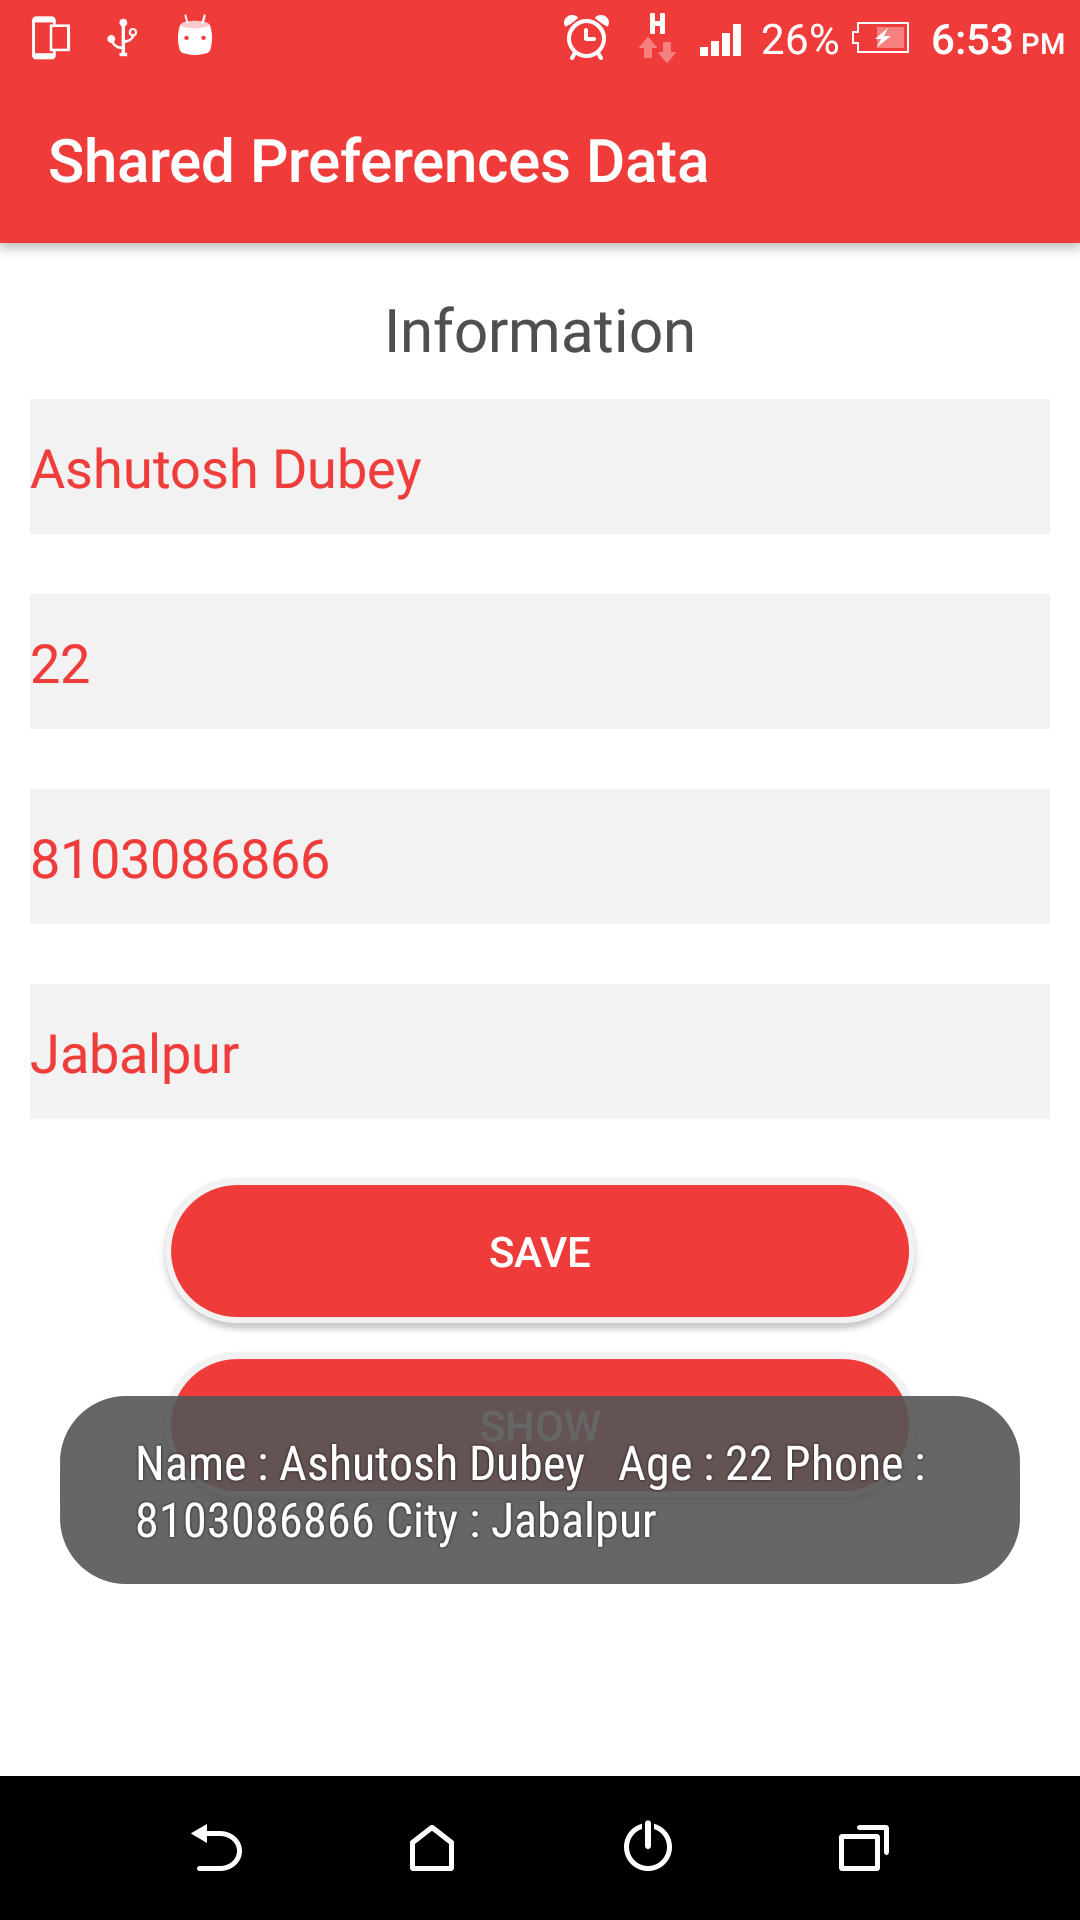 H 26% 6:53 PM
Shared Preferences Data
Information
Ashutosh Dubey
22
8103086866
Jabalpur
SAVE
SHOW
Name : Ashutosh Dubey   Age : 22 Phone :
8103086866 City : Jabalpur